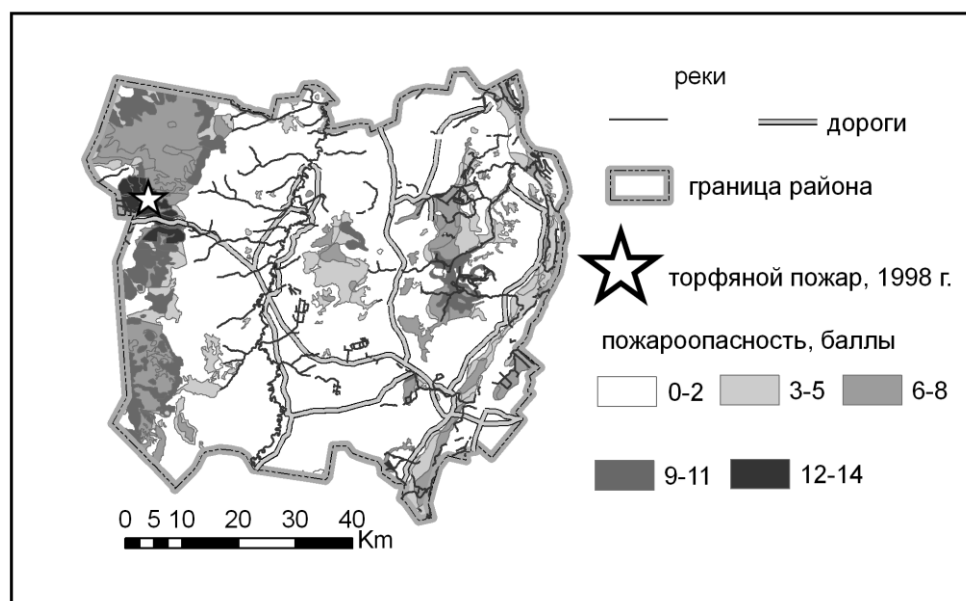 реки
дороги
граница района
торфяной пожар, 1998 г.
пожароопасность, баллы
0-2 3-5 6-8
9-11 12-14
0 5 10 20 30 40
Km